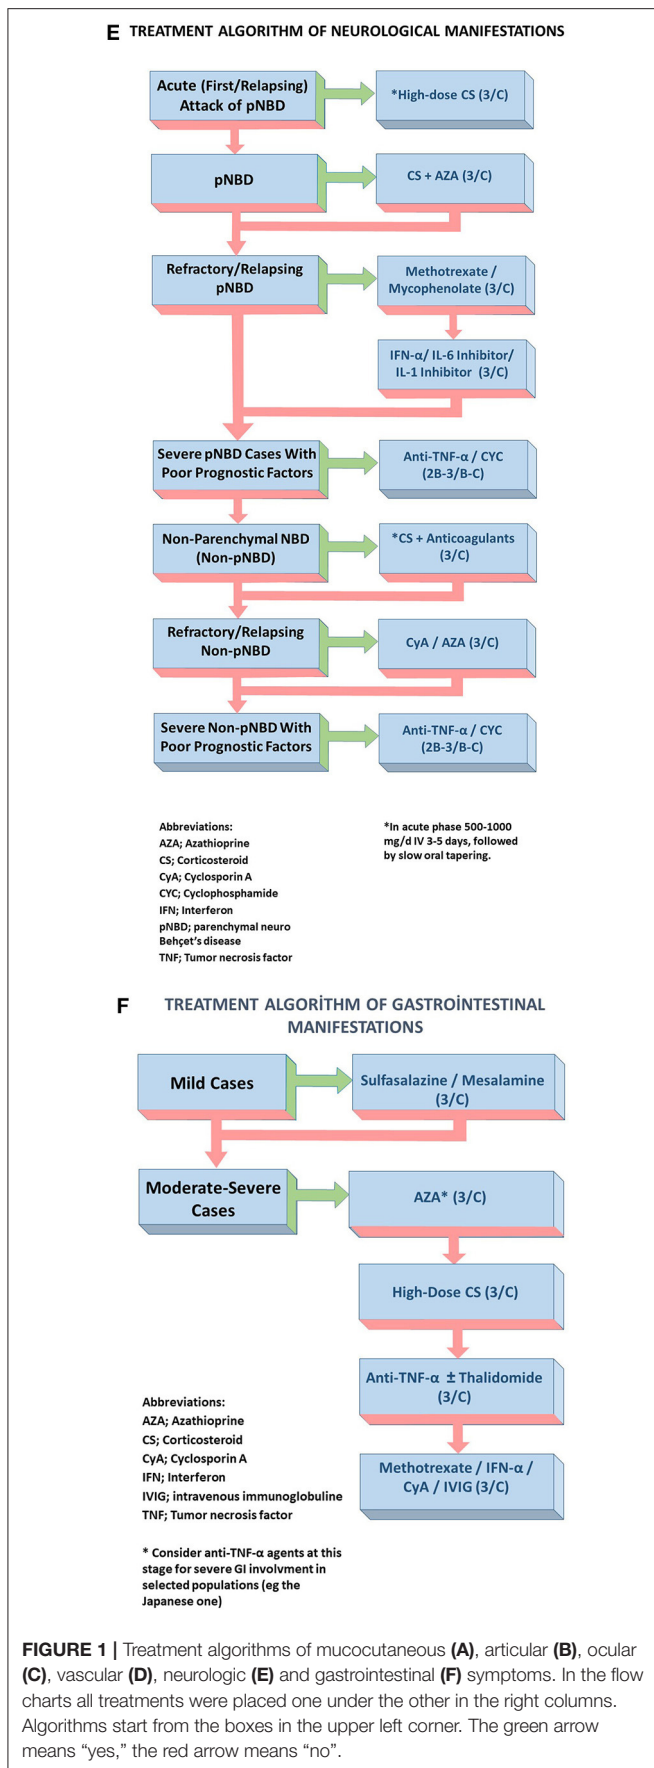 E TREATMENT ALGORITHM OF NEUROLOGICAL MANIFESTATIONS
Acute (First/Relapsing)
Attack of pNBD
*High-dose CS (3/C)
pNBD
CS + AZA (3/C)
Refractory/Relapsing
pNBD
Methotrexate /
Mycophenolate (3/C)
IFN-α/ IL-6 Inhibitor/
IL-1 Inhibitor (3/C)
Severe pNBD Cases With
Poor Prognostic Factors
Anti-TNF-α / CYC
(2B-3/B-C)
Non-Parenchymal NBD
(Non-pNBD)
*CS + Anticoagulants
(3/C)
Refractory/Relapsing
Non-pNBD
CyA / AZA (3/C)
Severe Non-pNBD With
Poor Prognostic Factors
Anti-TNF-α / CYC
(2B-3/B-C)
Abbreviations:
AZA; Azathioprine
CS; Corticosteroid
CyA; Cyclosporin A
CYC; Cyclophosphamide
IFN; Interferon
pNBD; parenchymal neuro
Behçet's disease
TNF; Tumor necrosis factor
*In acute phase 500-1000
mg/d IV 3-5 days, followed
by slow oral tapering.
F TREATMENT ALGORİTHM OF GASTROİNTESTINAL
MANIFESTATIONS
Mild Cases
Sulfasalazine / Mesalamine
(3/C)
Moderate-Severe
Cases
AZA* (3/C)
High-Dose CS (3/C)
Anti-TNF-α ± Thalidomide
(3/C)
Methotrexate / IFN-α /
CyA / IVIG (3/C)
Abbreviations:
AZA; Azathioprine
CS; Corticosteroid
CyA; Cyclosporin A
IFN; Interferon
IVIG; intravenous immunoglobuline
TNF; Tumor necrosis factor
* Consider anti-TNF-α agents at this
stage for severe GI involvment in
selected populations (eg the
Japanese one)
FIGURE 1 | Treatment algorithms of mucocutaneous (A), articular (B), ocular
(C), vascular (D), neurologic (E) and gastrointestinal (F) symptoms. In the flow
charts all treatments were placed one under the other in the right columns.
Algorithms start from the boxes in the upper left corner. The green arrow
means "yes," the red arrow means "no".